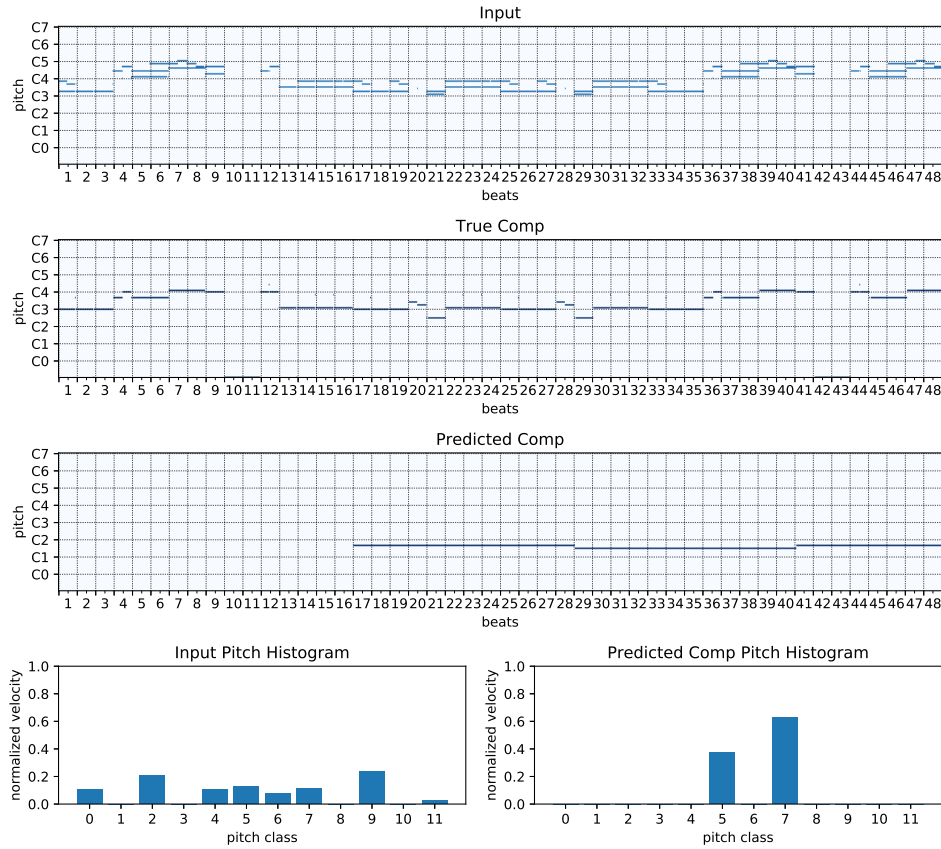 Input
C7
C6
C5
C4
C3
C2
C1
C0
pitch
1 2 3 4 5 6 7 8 9 10 11 12 13 14 15 16 17 18 19 20 21 22 23 24 25 26 27 28 29 30 31 32 33 34 35 36 37 38 39 40 41 42 43 44 45 46 47 48
beats
True Comp
C7
C6
C5
C4
C3
C2
C1
C0
pitch
1 2 3 4 5 6 7 8 9 10 11 12 13 14 15 16 17 18 19 20 21 22 23 24 25 26 27 28 29 30 31 32 33 34 35 36 37 38 39 40 41 42 43 44 45 46 47 48
beats
Predicted Comp
C7
C6
C5
C4
C3
C2
C1
C0
pitch
1 2 3 4 5 6 7 8 9 10 11 12 13 14 15 16 17 18 19 20 21 22 23 24 25 26 27 28 29 30 31 32 33 34 35 36 37 38 39 40 41 42 43 44 45 46 47 48
beats
Input Pitch Histogram
1.0
0.8
0.6
0.4
0.2
0.0
normalized velocity
0 1 2 3 4 5 6 7 8 9 10 11
pitch class
Predicted Comp Pitch Histogram
1.0
0.8
0.6
0.4
0.2
0.0
normalized velocity
0 1 2 3 4 5 6 7 8 9 10 11
pitch class